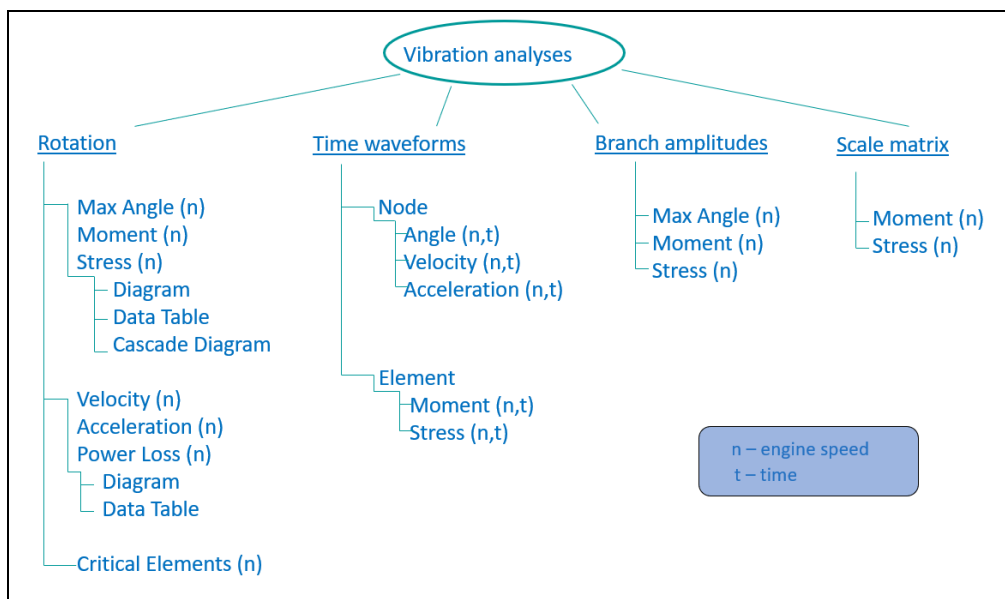 Vibration analyses
Rotation
Max Angle (n)
Moment (n)
Stress (n)
Diagram
Data Table
Cascade Diagram
Velocity (n)
Acceleration (n)
Power Loss (n)
Diagram
Data Table
Critical Elements (n)
Time waveforms
Node
Angle (n,t)
Velocity (n,t)
Acceleration (n,t)
Element
Moment (n,t)
Stress (n,t)
Branch amplitudes
Max Angle (n)
Moment (n)
Stress (n)
Scale matrix
Moment (n)
Stress (n)
n – engine speed
t – time